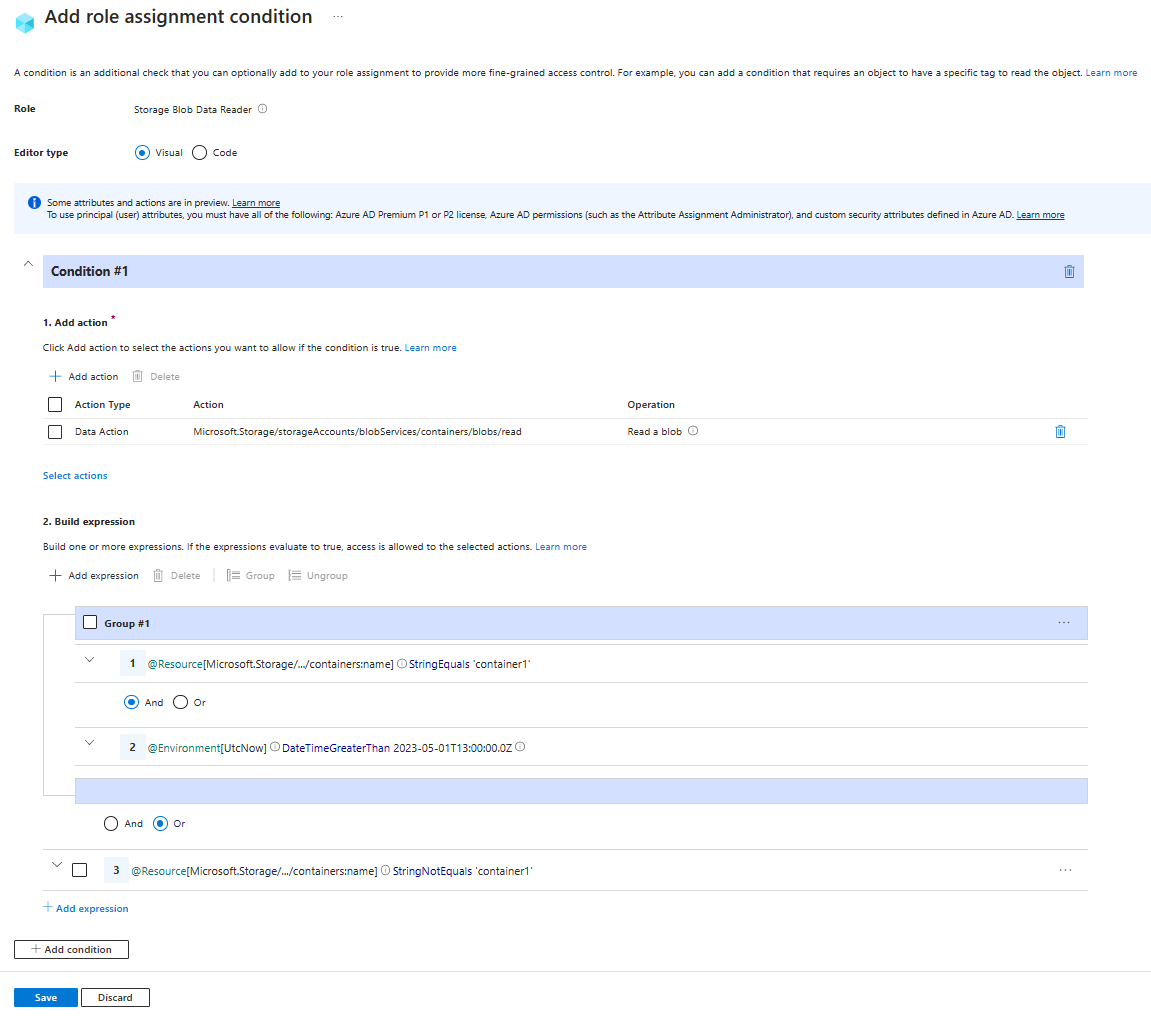 Add role assignment condition ...
A condition is an additional check that you can optionally add to your role assignment to provide more fine-grained access control. For example, you can add a condition that requires an object to have a specific tag to read the object. Learn more
Role Storage Blob Data Reader
Editor type Visual Code
Some attributes and actions are in preview. Learn more
To use principal (user) attributes, you must have all of the following: Azure AD Premium P1 or P2 license, Azure AD permissions (such as the Attribute Assignment Administrator), and custom security attributes defined in Azure AD. Learn more
Condition #1
1. Add action *
Click Add action to select the actions you want to allow if the condition is true. Learn more
Add action Delete
Action Type Action Operation
Data Action Microsoft.Storage/storageAccounts/blobServices/containers/blobs/read Read a blob
Select actions
2. Build expression
Build one or more expressions. If the expressions evaluate to true, access is allowed to the selected actions. Learn more
Add expression Delete Group Ungroup
Group #1 ...
1 @Resource[Microsoft.Storage/.../containers:name] StringEquals 'container1'
And Or
2 @Environment[UtcNow] DateTimeGreaterThan 2023-05-01T13:00:00.0Z
And Or
3 @Resource[Microsoft.Storage/.../containers:name] StringNotEquals 'container1' ...
+ Add expression
+ Add condition
Save Discard